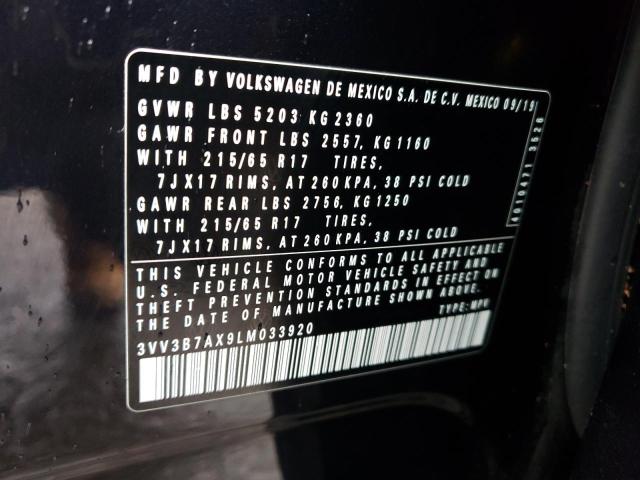 MFD BY VOLKSWAGEN DE MEXICO S.A. DE C.V. MEXICO 09/19
GVWR LBS 5203 KG 2360
GAWR FRONT LBS 2557, KG 1160
WITH 215/65 R17 TIRES,
7JX17 RIMS, AT 260 KPA, 38 PSI COLD
GAWR REAR LBS 2756, KG 1250
WITH 215/65 R17 TIRES,
7JX17 RIMS, AT 260 KPA, 38 PSI COLD
THIS VEHICLE CONFORMS TO ALL APPLICABLE
U.S. FEDERAL MOTOR VEHICLE SAFETY AND
THEFT PREVENTION STANDARDS IN EFFECT ON
THE DATE OF MANUFACTURE SHOWN ABOVE.
TYPE: MPV
3VV3B7AX9LM033920